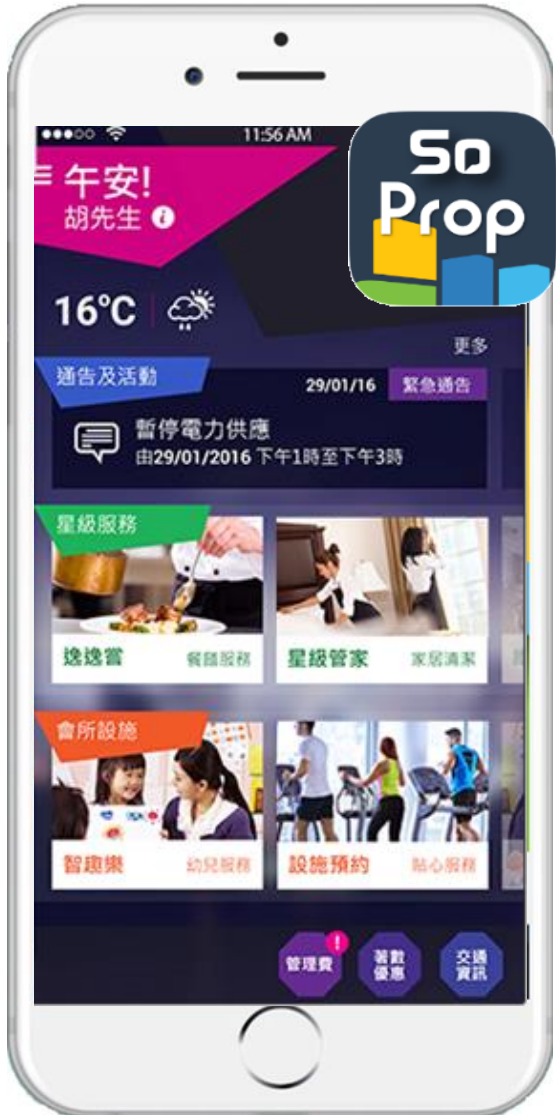 11:56 AM
So
Prop
午安!
胡先生 i
16°C
更多
通告及活動
29/01/16 緊急通告
暫停電力供應
由29/01/2016 下午1時至下午3時
星級服務
逸逸嘗 餐膳服務
星級管家 家居清潔
會所設施
智趣樂 幼兒服務
設施預約 貼心服務
管理費 !
著數
優惠
交通
資訊